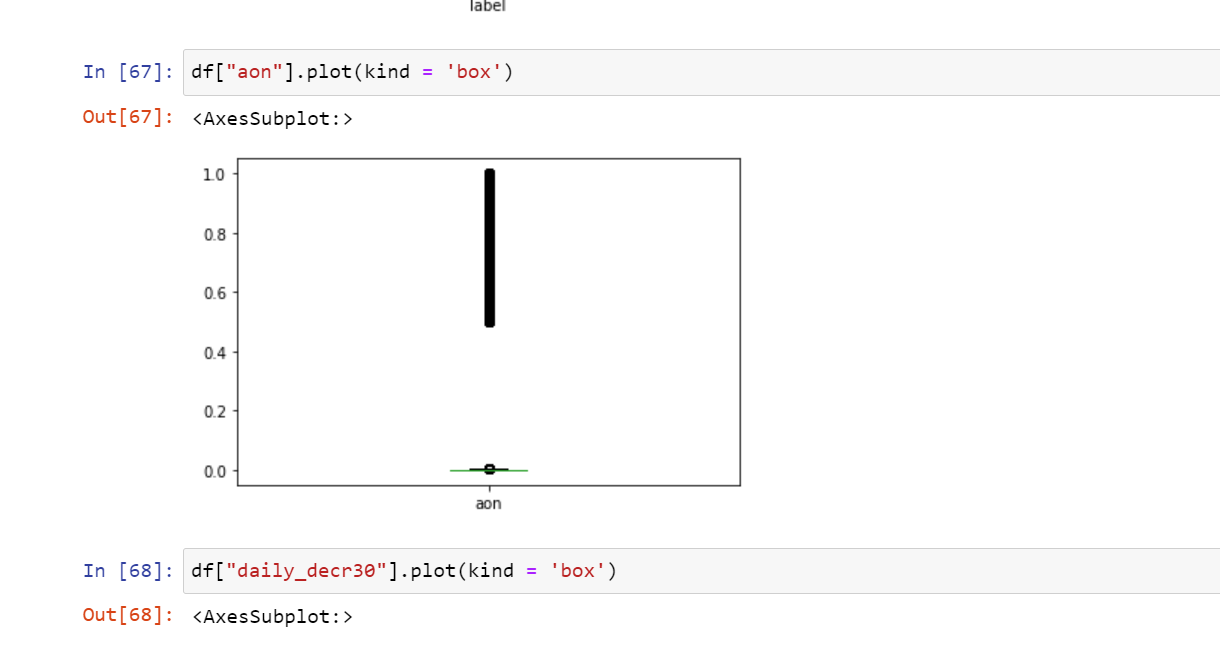 label
In [67]: df["aon"].plot(kind = 'box')
Out[67]: <AxesSubplot:>
1.0
0.8
0.6
0.4
0.2
0.0
aon
In [68]: df["daily_decr30"].plot(kind = 'box')
Out[68]: <AxesSubplot:>